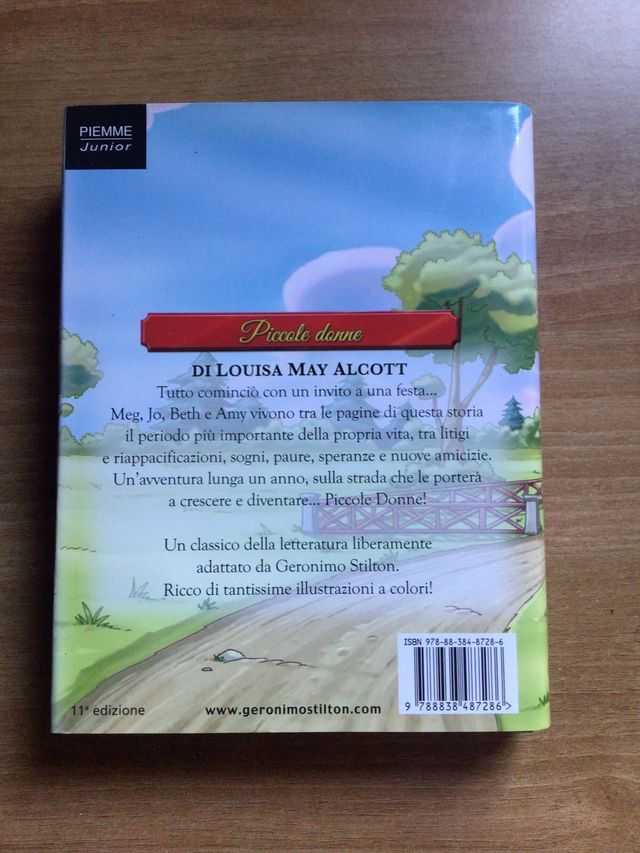 PIEMME
Junior
Piccole donne
DI LOUISA MAY ALCOTT
Tutto cominciò con un invito a una festa...
Meg, Jo, Beth e Amy vivono tra le pagine di questa storia
il periodo più importante della propria vita, tra litigi
e riappacificazioni, sogni, paure, speranze e nuove amicizie.
Un'avventura lunga un anno, sulla strada che le porterà
a crescere e diventare... Piccole Donne!
Un classico della letteratura liberamente
adattato da Geronimo Stilton.
Ricco di tantissime illustrazioni a colori!
ISBN 978-88-384-8728-6
9 788838 487286>
11ª edizione
www.geronimostilton.com